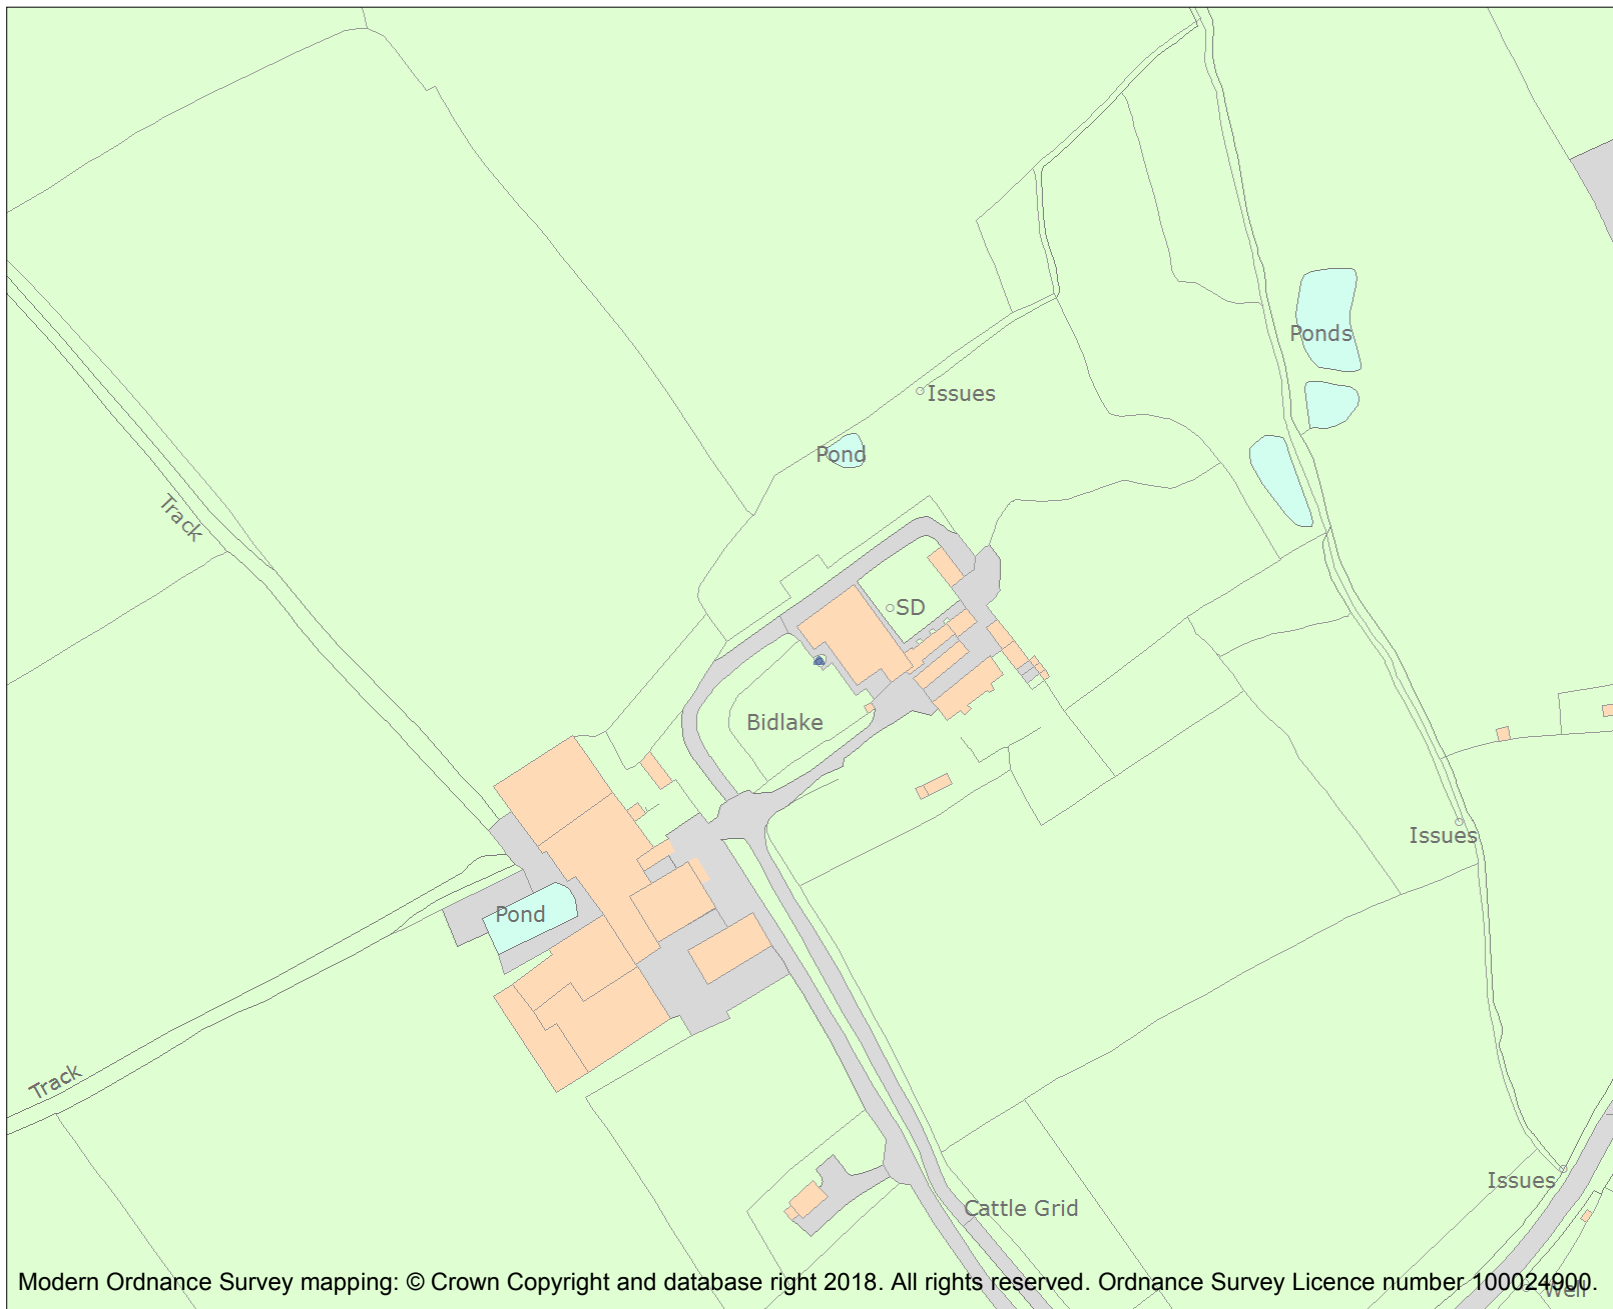 Ponds
Issues
Pond
Track
SD
Bidlake
Issues
Pond
Track
Issues
Cattle Grid
Modern Ordnance Survey mapping: © Crown Copyright and database right 2018. All rights reserved. Ordnance Survey Licence number 100024900.
Well